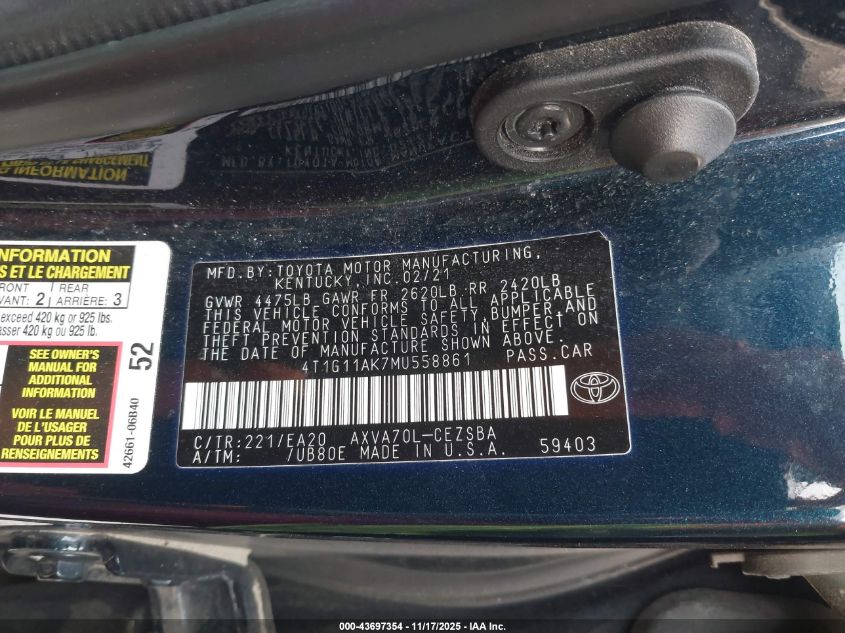 INFORMATION
S ET LE CHARGEMENT
FRONT
VANT: 2
REAR
ARRIÈRE: 3
exceed 420 kg or 925 lbs.
asser 420 kg ou 925 lb.
SEE OWNER'S
MANUAL FOR
ADDITIONAL
INFORMATION
VOIR LE MANUEL
DE L'USAGER
POUR PLUS DE
RENSEIGNEMENTS
52
42661-06B40
MFD.BY:TOYOTA MOTOR MANUFACTURING,
KENTUCKY, INC. 02/21
GVWR 4475LB GAWR FR 2620LB RR 2420LB
THIS VEHICLE CONFORMS TO ALL APPLICABLE
FEDERAL MOTOR VEHICLE SAFETY, BUMPER, AND
THEFT PREVENTION STANDARDS IN EFFECT ON
THE DATE OF MANUFACTURE SHOWN ABOVE.
4T1G11AK7MU558861 PASS.CAR
C/TR:221/EA20 AXVA70L-CEZSBA
A/TM: /UB80E MADE IN U.S.A. 59403
000-43697354 - 11/17/2025 - IAA Inc.